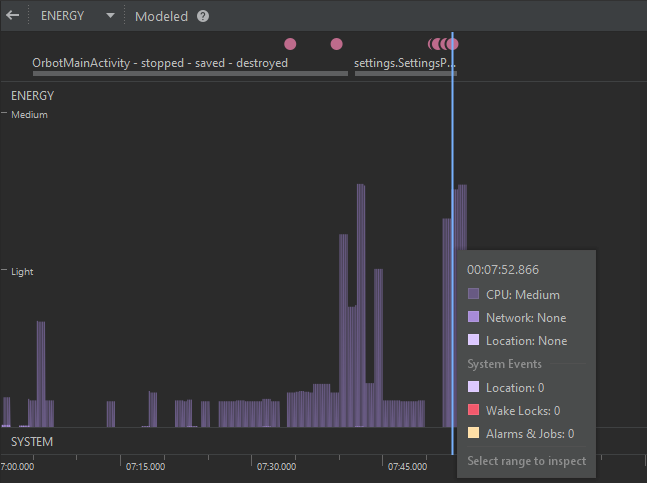 ENERGY Modeled ?
OrbotMainActivity - stopped - saved - destroyed settings.SettingsP...
ENERGY
Medium
Light
00:07:52.866
CPU: Medium
Network: None
Location: None
System Events
Location: 0
Wake Locks: 0
Alarms & Jobs: 0
Select range to inspect
SYSTEM
7:00.000 07:15.000 07:30.000 07:45.000